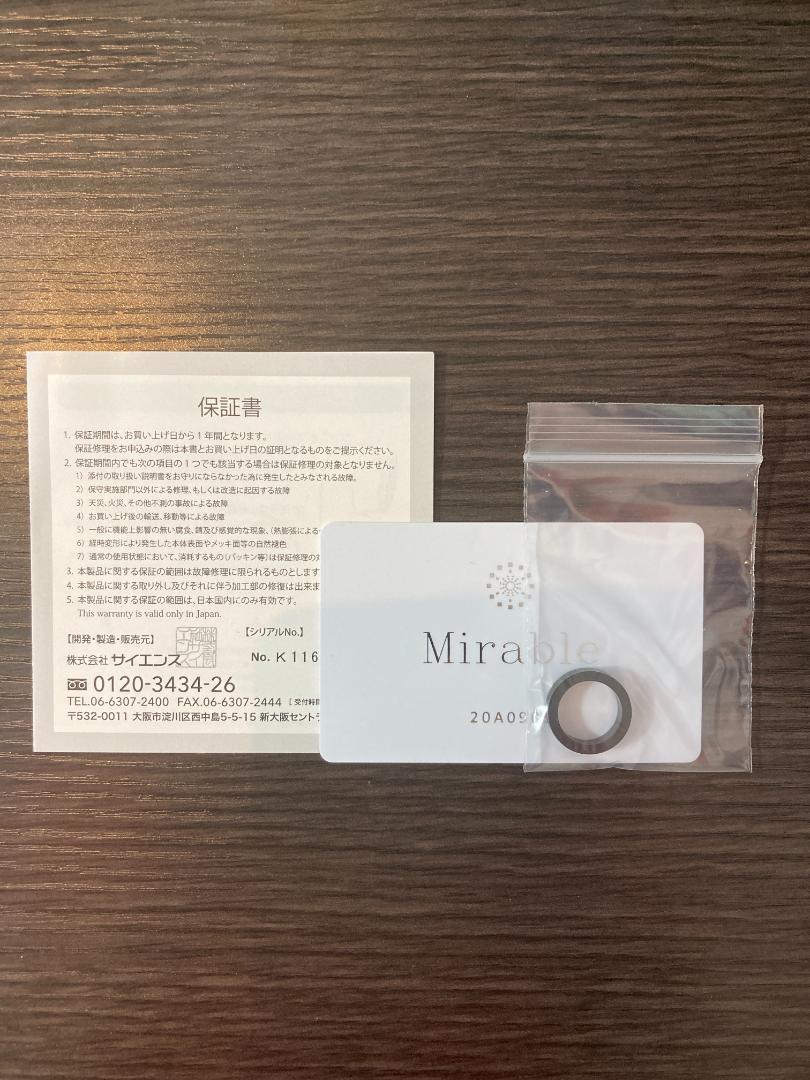 保証書
1. 保証期間は、お買い上げ日から1年間となります。
保証修理をお申込みの際は本書とお買い上げ日の証明となるものをご提示ください。
2. 保証期間内でも次の項目の1つでも該当する場合は保証修理の対象となりません。
1）添付の取り扱い説明書をお守りにならなかった為に発生したとみなされる故障。
2）保守実施部門以外による修理、もしくは改造に起因する故障
3）天災、火災、その他不測の事故による故障
4）お買い上げ後の輸送、移動等による故障
5）一般に機能上影響の無い腐食、錆及び感覚的な現象、（熱膨張による
6）経時変形により発生した本体表面やメッキ面等の自然褪色
7）通常の使用状態において、消耗するもの（パッキン等）は保証修理の
3. 本製品に関する保証の範囲は故障修理に限られるものとします
4. 本製品に関する取り外し及びそれに伴う加工部の修復は出来ま
5. 本製品に関する保証の範囲は、日本国内にのみ有効です。
This warranty is valid only in Japan.
【開発・製造・販売元】 【シリアルNo.】
株式会社 サイエンス No. K 116
0120-3434-26
TEL.06-6307-2400 FAX.06-6307-2444 [ 受付時間
〒532-0011 大阪市淀川区西中島5-5-15 新大阪セント
Mirable
20A09